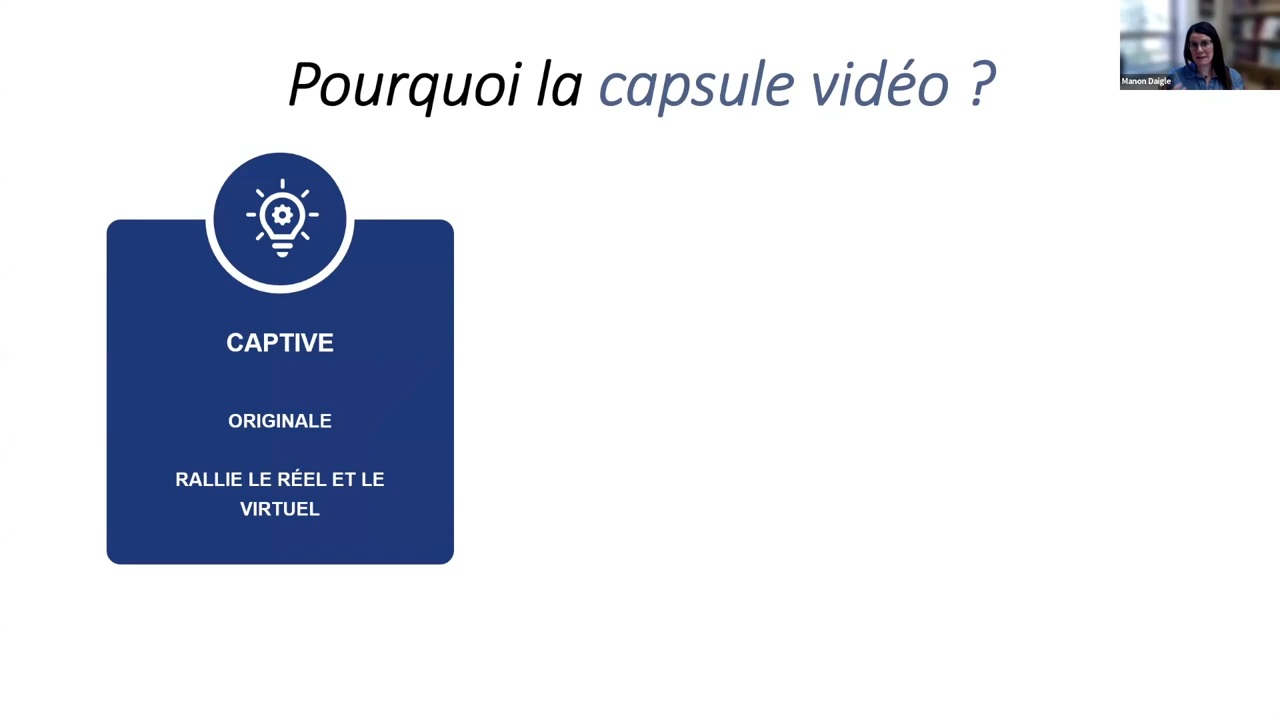 Pourquoi la capsule vidéo ?
Manon Daigle
CAPTIVE
ORIGINALE
RALLIE LE RÉEL ET LE
VIRTUEL